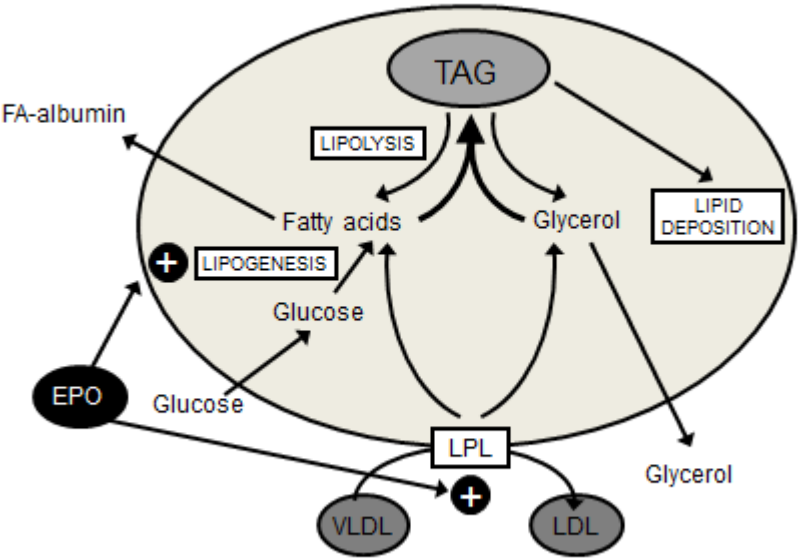 TAG
FA-albumin
LIPOLYSIS
LIPID
DEPOSITION
Fatty acids
Glycerol
+
LIPOGENESIS
Glucose
EPO
Glucose
LPL
Glycerol
+
VLDL
LDL